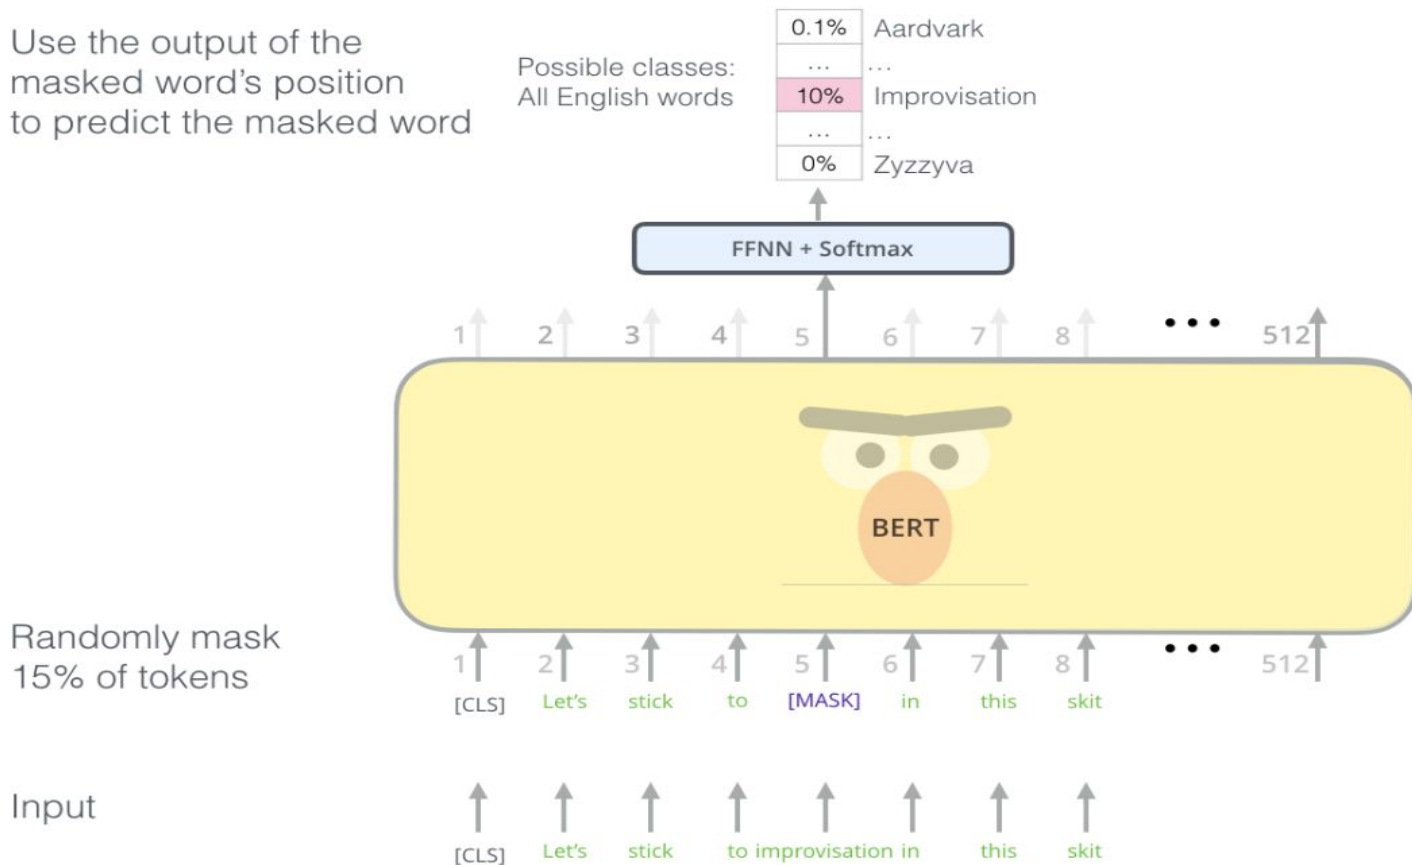 Use the output of the
masked word's position
to predict the masked word
Possible classes:
All English words
0.1% Aardvark
... ...
10% Improvisation
... ...
0% Zyzzyva
FFNN + Softmax
1 2 3 4 5 6 7 8 ... 512
BERT
Randomly mask
15% of tokens
1 2 3 4 5 6 7 8 ... 512
[CLS] Let's stick to [MASK] in this skit
Input
[CLS] Let's stick to improvisation in this skit